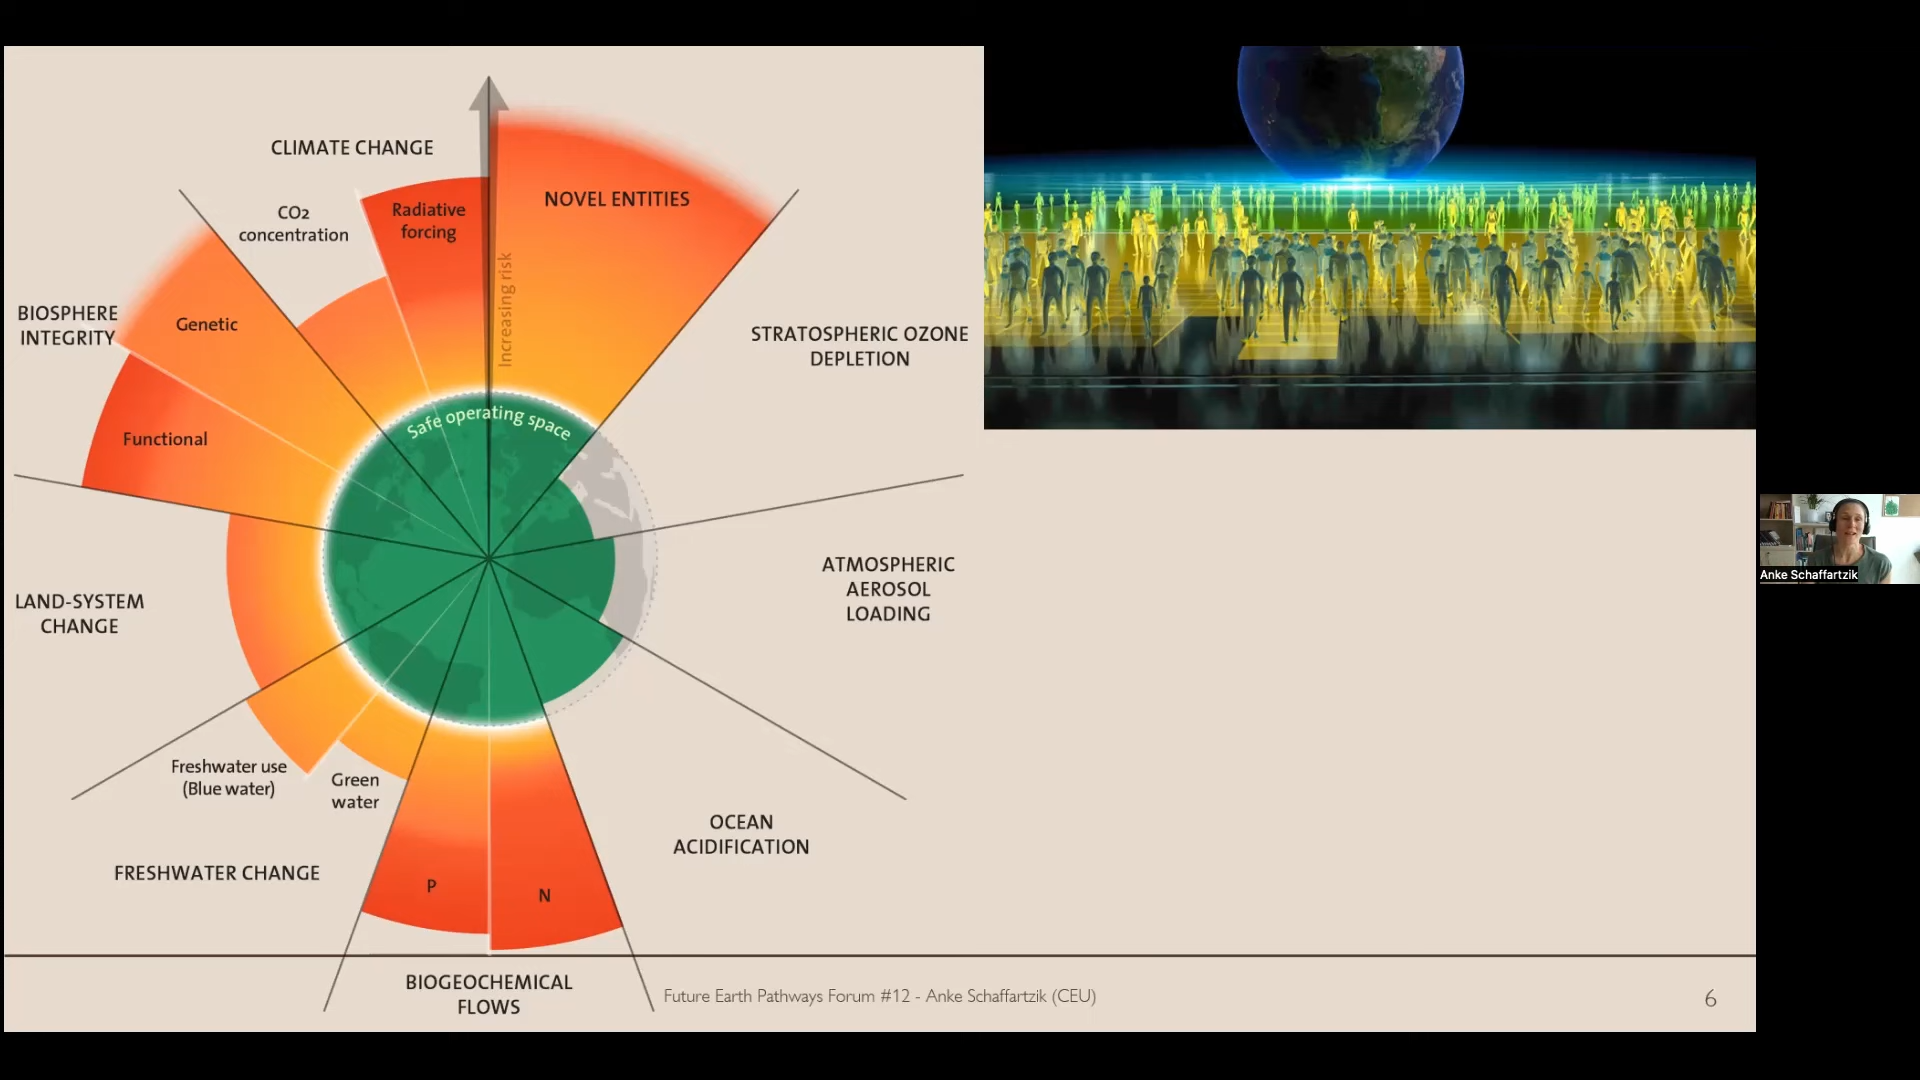 CLIMATE CHANGE
CO2
concentration
Radiative
forcing
NOVEL ENTITIES
Increasing risk
BIOSPHERE
INTEGRITY
Genetic
Functional
STRATOSPHERIC OZONE
DEPLETION
Safe operating space
ATMOSPHERIC
AEROSOL
LOADING
LAND-SYSTEM
CHANGE
Freshwater use
(Blue water)
Green
water
FRESHWATER CHANGE
OCEAN
ACIDIFICATION
P
N
BIOGEOCHEMICAL
FLOWS
Future Earth Pathways Forum #12 - Anke Schaffartzik (CEU)
6
Anke Schaffartzik